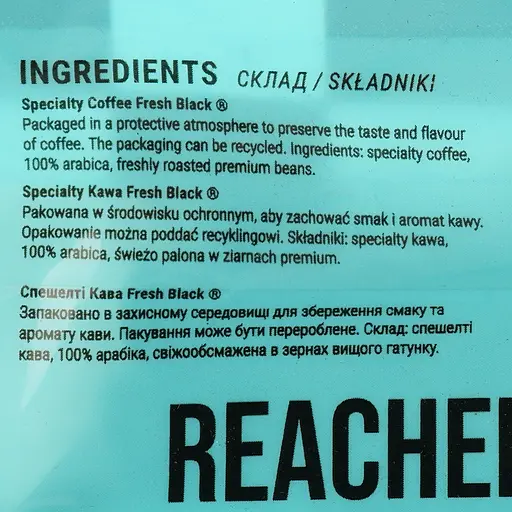 INGREDIENTS СКЛАД / SKŁADNIKI
Specialty Coffee Fresh Black ®
Packaged in a protective atmosphere to preserve the taste and flavour
of coffee. The packaging can be recycled. Ingredients: specialty coffee,
100% arabica, freshly roasted premium beans.
Specialty Kawa Fresh Black ®
Pakowana w środowisku ochronnym, aby zachować smak i aromat kawy.
Opakowanie można poddać recyklingowi. Składniki: specialty kawa,
100% arabica, świeżo palona w ziarnach premium.
Спешелті Кава Fresh Black ®
Запаковано в захисному середовищі для збереження смаку та
аромату кави. Пакування може бути перероблене. Склад: спешелті
кава, 100% арабіка, свіжообсмажена в зернах вищого гатунку.
REACHE